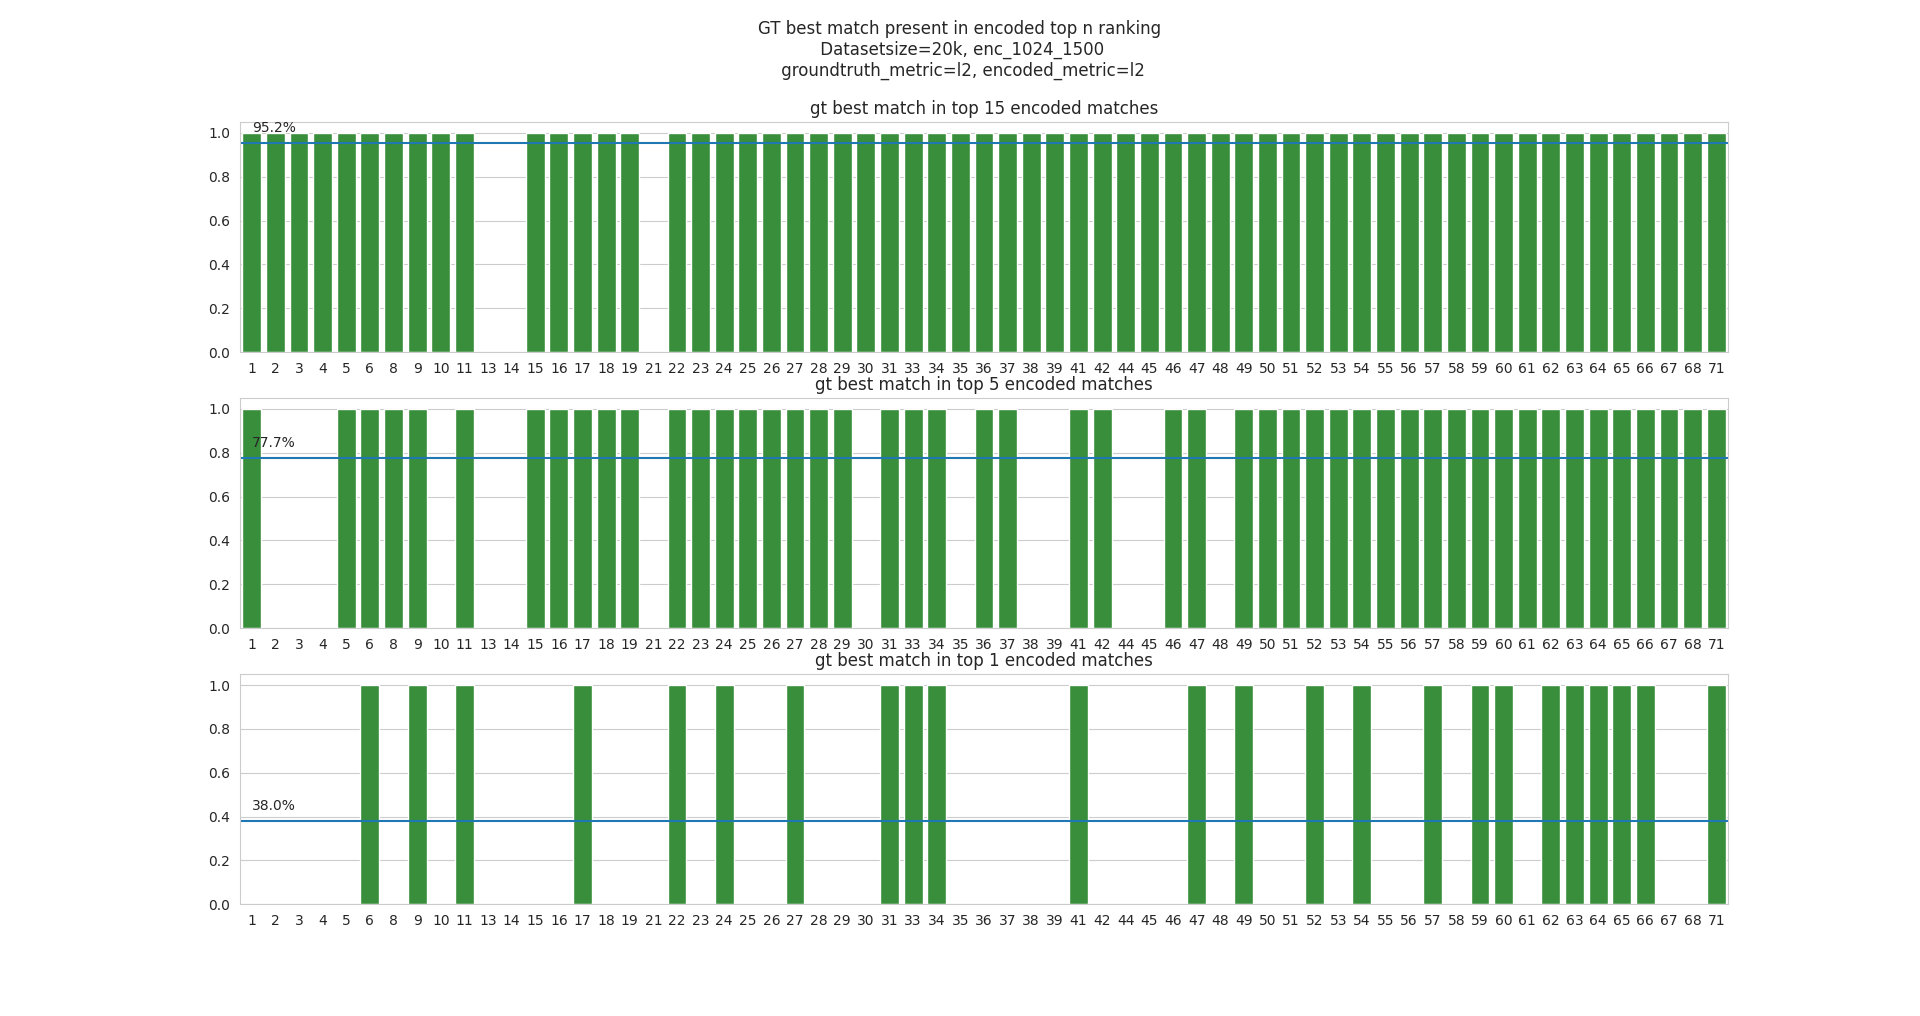 GT best match present in encoded top n ranking
Datasetsize=20k, enc_1024_1500
groundtruth_metric=l2, encoded_metric=l2
gt best match in top 15 encoded matches
1.0
95.2%
0.8
0.6
0.4
0.2
0.0
1 2 3 4 5 6 8 9 10 11 13 14 15 16 17 18 19 21 22 23 24 25 26 27 28 29 30 31 33 34 35 36 37 38 39 41 42 44 45 46 47 48 49 50 51 52 53 54 55 56 57 58 59 60 61 62 63 64 65 66 67 68 71
gt best match in top 5 encoded matches
1.0
77.7%
0.8
0.6
0.4
0.2
0.0
1 2 3 4 5 6 8 9 10 11 13 14 15 16 17 18 19 21 22 23 24 25 26 27 28 29 30 31 33 34 35 36 37 38 39 41 42 44 45 46 47 48 49 50 51 52 53 54 55 56 57 58 59 60 61 62 63 64 65 66 67 68 71
gt best match in top 1 encoded matches
1.0
0.8
0.6
38.0%
0.4
0.2
0.0
1 2 3 4 5 6 8 9 10 11 13 14 15 16 17 18 19 21 22 23 24 25 26 27 28 29 30 31 33 34 35 36 37 38 39 41 42 44 45 46 47 48 49 50 51 52 53 54 55 56 57 58 59 60 61 62 63 64 65 66 67 68 71